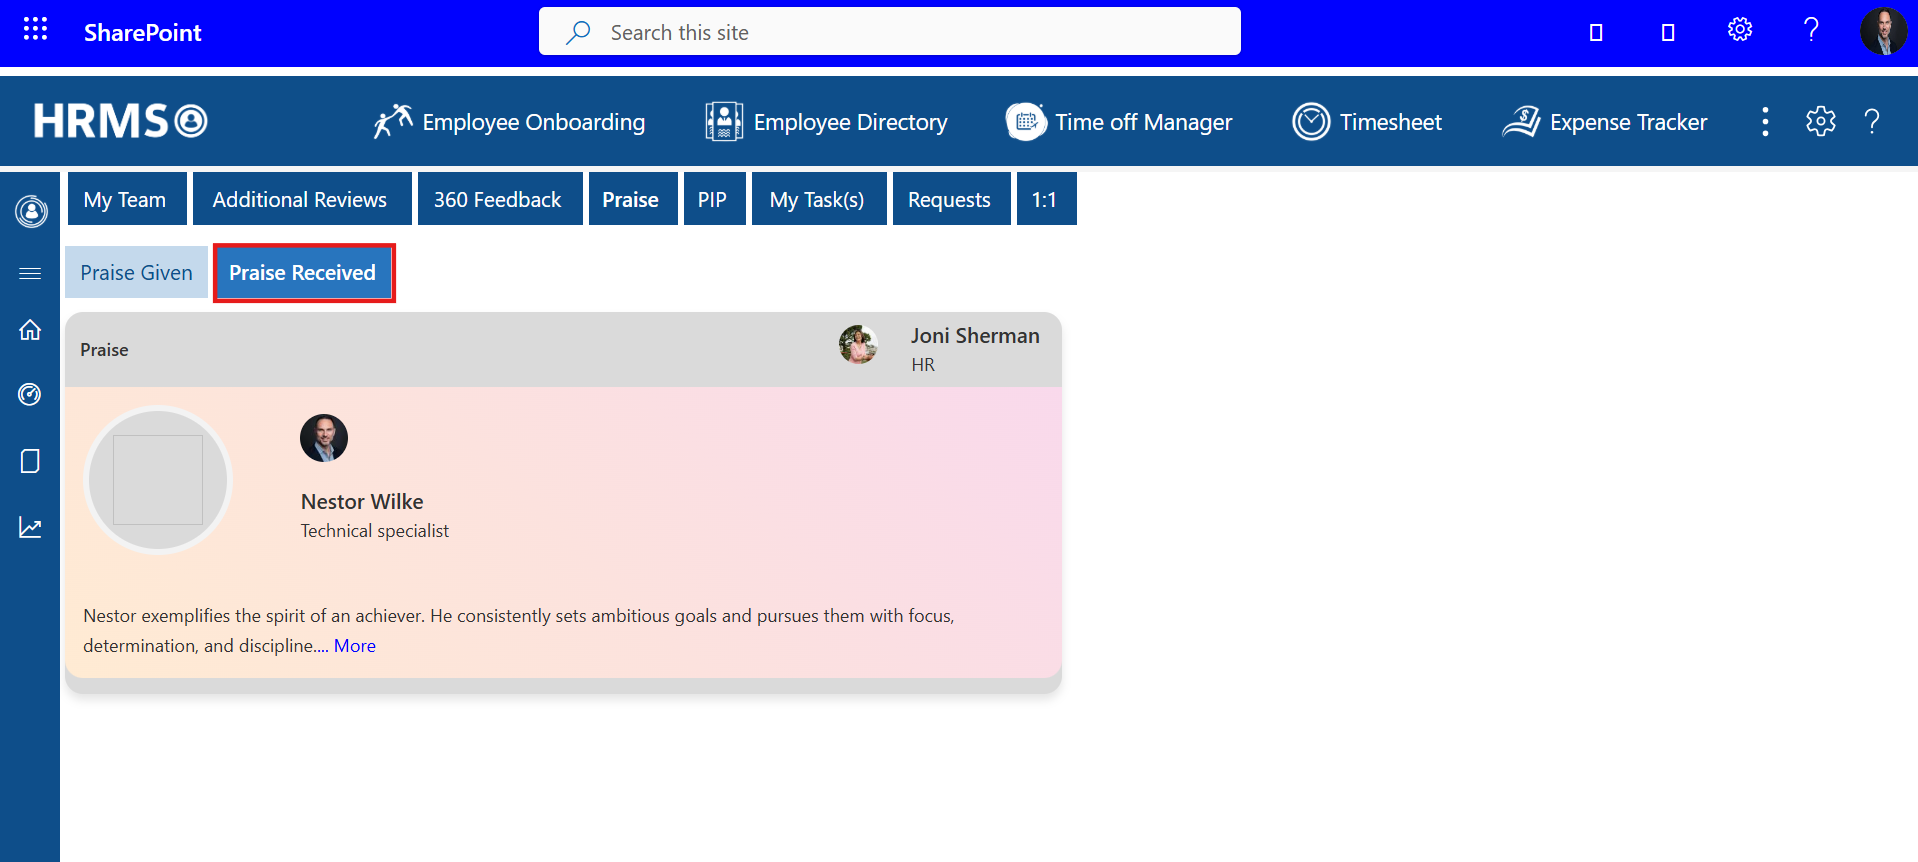 SharePoint
Search this site
HRMS
Employee Onboarding
Employee Directory
Time off Manager
Timesheet
Expense Tracker
My Team
Additional Reviews
360 Feedback
Praise
PIP
My Task(s)
Requests
1:1
Praise Given
Praise Received
Praise
Joni Sherman
HR
Nestor Wilke
Technical specialist
Nestor exemplifies the spirit of an achiever. He consistently sets ambitious goals and pursues them with focus,
determination, and discipline.... More